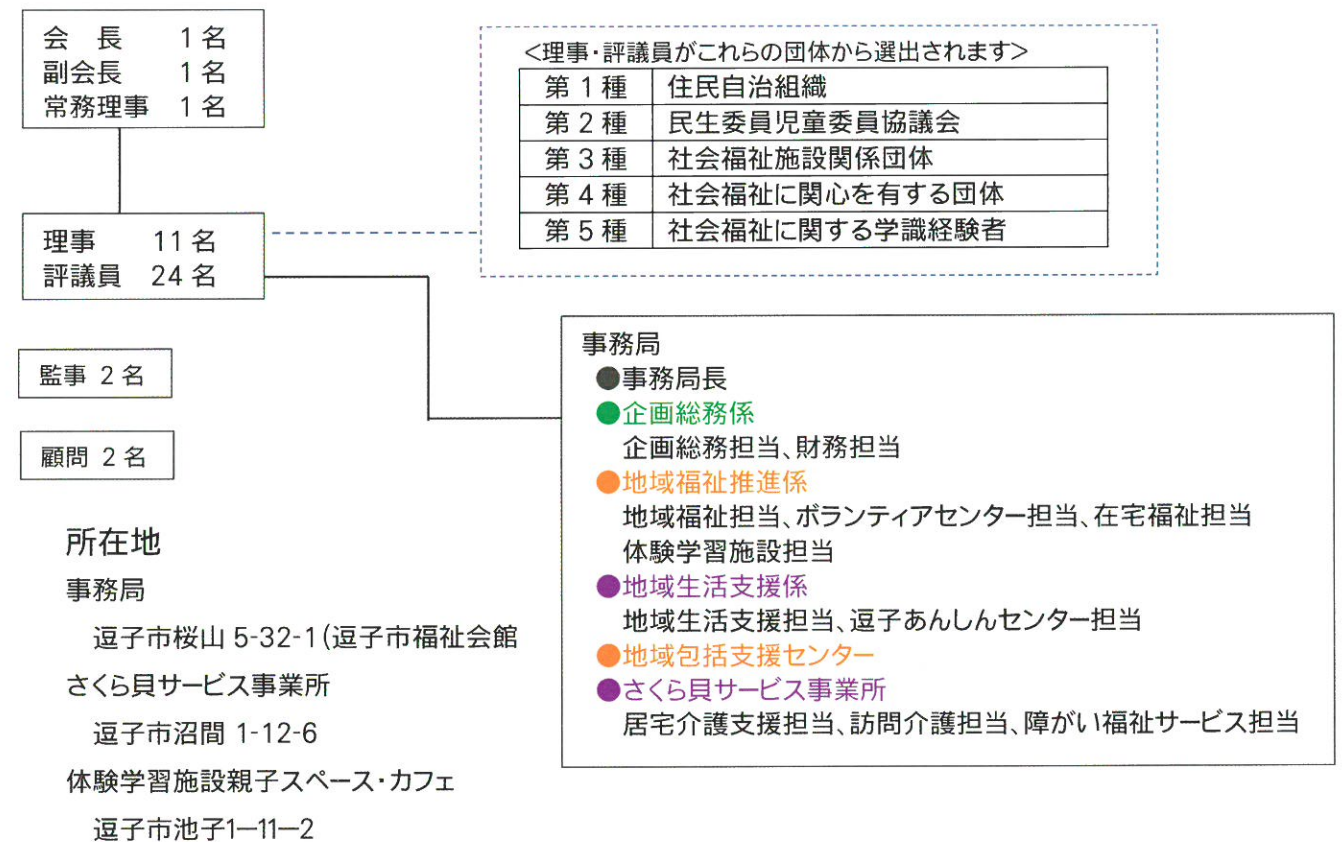 会 長 1名
副会長 1名
常務理事 1名
<理事・評議員がこれらの団体から選出されます>
第1種 住民自治組織
第2種 民生委員児童委員協議会
第3種 社会福祉施設関係団体
第4種 社会福祉に関心を有する団体
第5種 社会福祉に関する学識経験者
理事 11名
評議員 24名
監事 2名
顧問 2名
事務局
●事務局長
●企画総務係
企画総務担当、財務担当
●地域福祉推進係
地域福祉担当、ボランティアセンター担当、在宅福祉担当
体験学習施設担当
●地域生活支援係
地域生活支援担当、逗子あんしんセンター担当
●地域包括支援センター
●さくら貝サービス事業所
居宅介護支援担当、訪問介護担当、障がい福祉サービス担当
所在地
事務局
逗子市桜山 5-32-1(逗子市福祉会館
さくら貝サービス事業所
逗子市沼間 1-12-6
体験学習施設親子スペース・カフェ
逗子市池子1ー11ー2